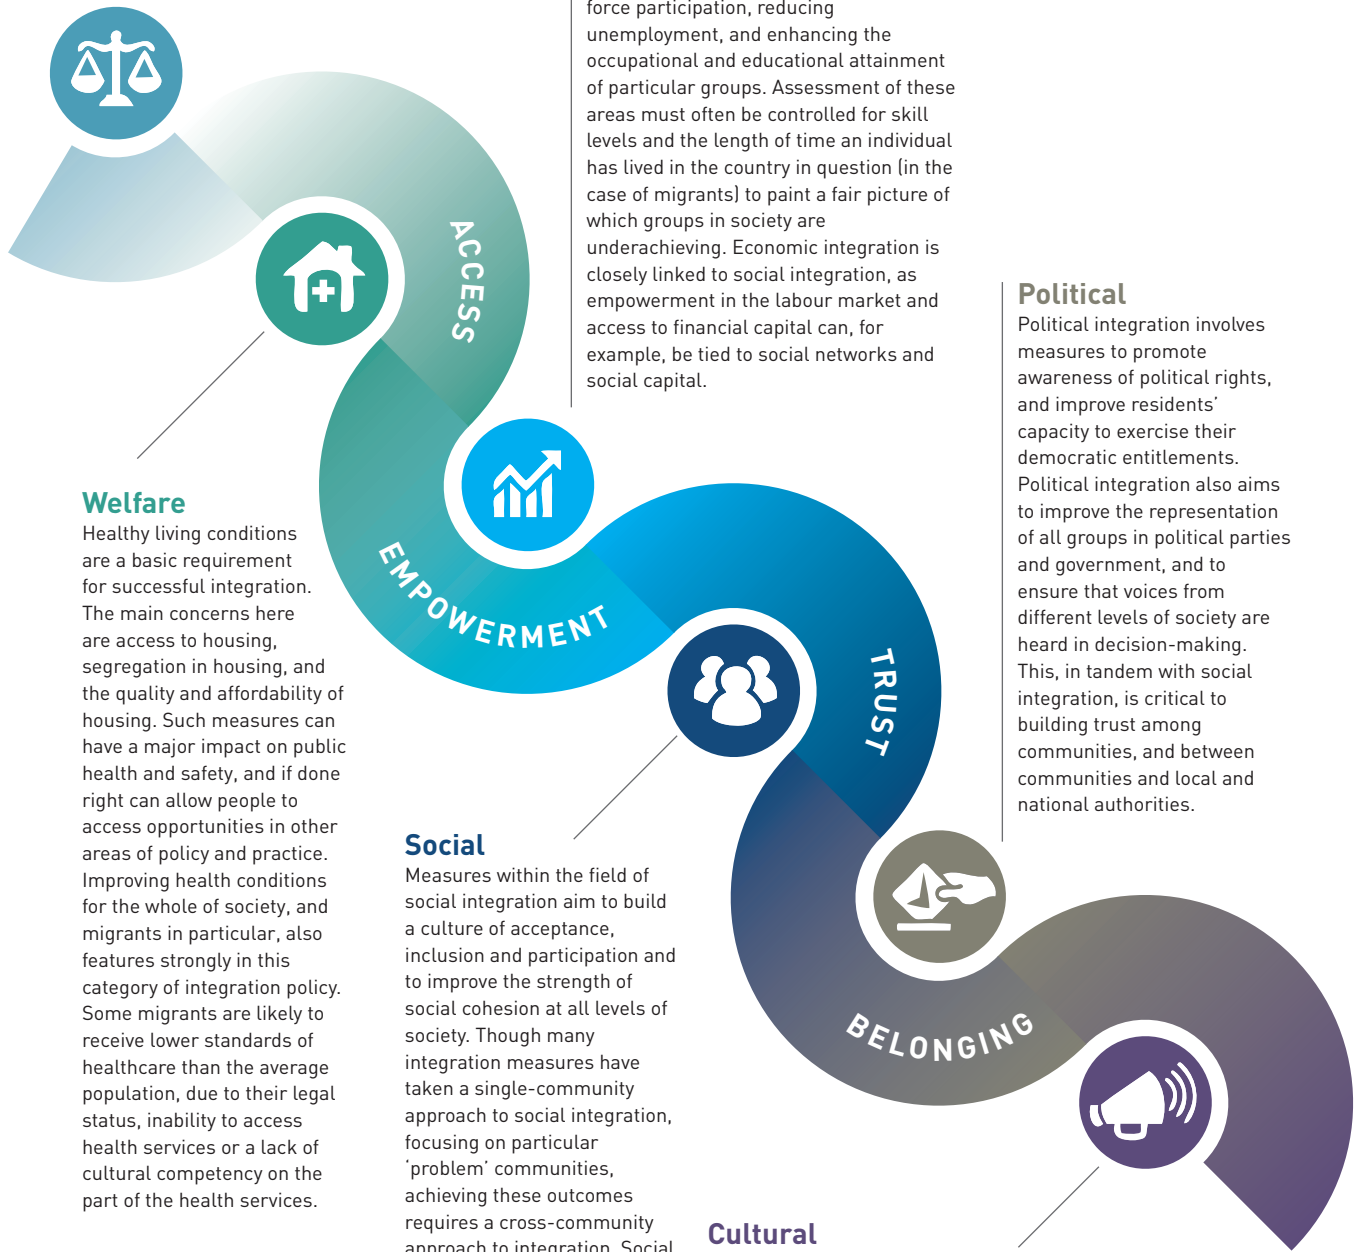 force participation, reducing
unemployment, and enhancing the
occupational and educational attainment
of particular groups. Assessment of these
areas must often be controlled for skill
levels and the length of time an individual
has lived in the country in question (in the
case of migrants) to paint a fair picture of
which groups in society are
underachieving. Economic integration is
closely linked to social integration, as
empowerment in the labour market and
access to financial capital can, for
example, be tied to social networks and
social capital.
ACCESS
Political
Political integration involves
measures to promote
awareness of political rights,
and improve residents’
capacity to exercise their
democratic entitlements.
Political integration also aims
to improve the representation
of all groups in political parties
and government, and to
ensure that voices from
different levels of society are
heard in decision-making.
This, in tandem with social
integration, is critical to
building trust among
communities, and between
communities and local and
national authorities.
Welfare
Healthy living conditions
are a basic requirement
for successful integration.
The main concerns here
are access to housing,
segregation in housing, and
the quality and affordability of
housing. Such measures can
have a major impact on public
health and safety, and if done
right can allow people to
access opportunities in other
areas of policy and practice.
Improving health conditions
for the whole of society, and
migrants in particular, also
features strongly in this
category of integration policy.
Some migrants are likely to
receive lower standards of
healthcare than the average
population, due to their legal
status, inability to access
health services or a lack of
cultural competency on the
part of the health services.
EMPOWERMENT
TRUST
Social
Measures within the field of
social integration aim to build
a culture of acceptance,
inclusion and participation and
to improve the strength of
social cohesion at all levels of
society. Though many
integration measures have
taken a single-community
approach to social integration,
focusing on particular
‘problem’ communities,
achieving these outcomes
requires a cross-community
approach to integration. Social
BELONGING
Cultural